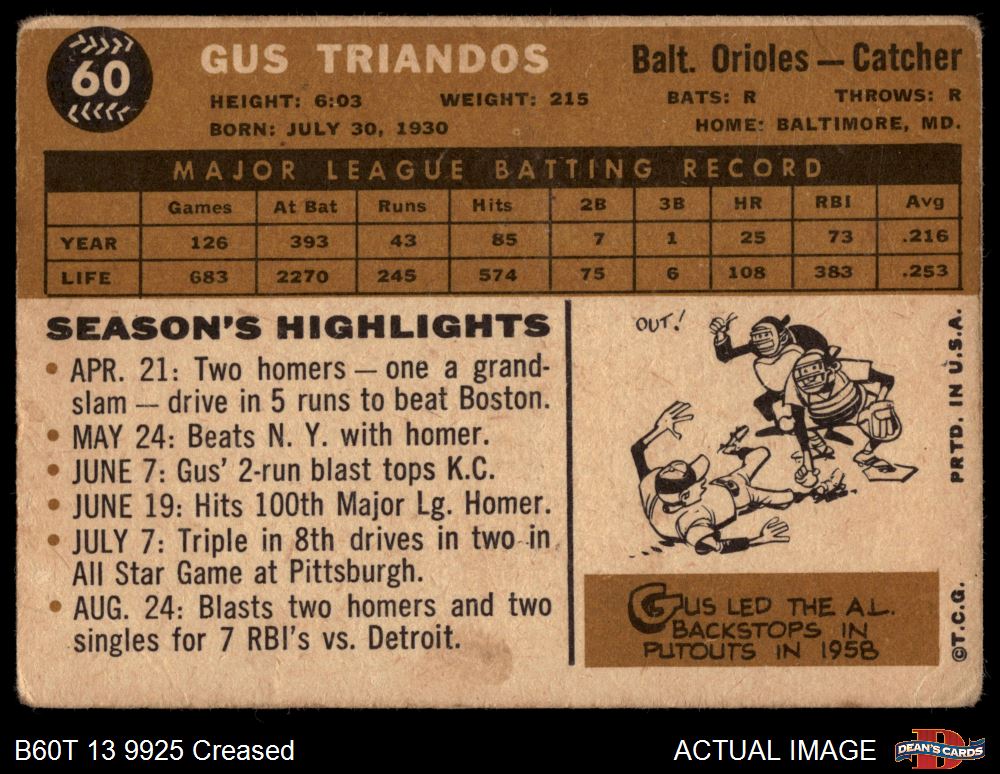 60
GUS TRIANDOS
Balt. Orioles — Catcher
HEIGHT: 6:03 WEIGHT: 215 BATS: R THROWS: R
BORN: JULY 30, 1930 HOME: BALTIMORE, MD.
MAJOR LEAGUE BATTING RECORD
Games At Bat Runs Hits 2B 3B HR RBI Avg
YEAR 126 393 43 85 7 1 25 73 .216
LIFE 683 2270 245 574 75 6 108 383 .253
SEASON'S HIGHLIGHTS
• APR. 21: Two homers — one a grand-
slam — drive in 5 runs to beat Boston.
• MAY 24: Beats N. Y. with homer.
• JUNE 7: Gus' 2-run blast tops K.C.
• JUNE 19: Hits 100th Major Lg. Homer.
• JULY 7: Triple in 8th drives in two in
All Star Game at Pittsburgh.
• AUG. 24: Blasts two homers and two
singles for 7 RBI's vs. Detroit.
OUT!
GUS LED THE A.L.
BACKSTOPS IN
PUTOUTS IN 1958
©T.C.G. PRTD. IN U.S.A.
B60T 13 9925 Creased
ACTUAL IMAGE
DEAN'S CARDS